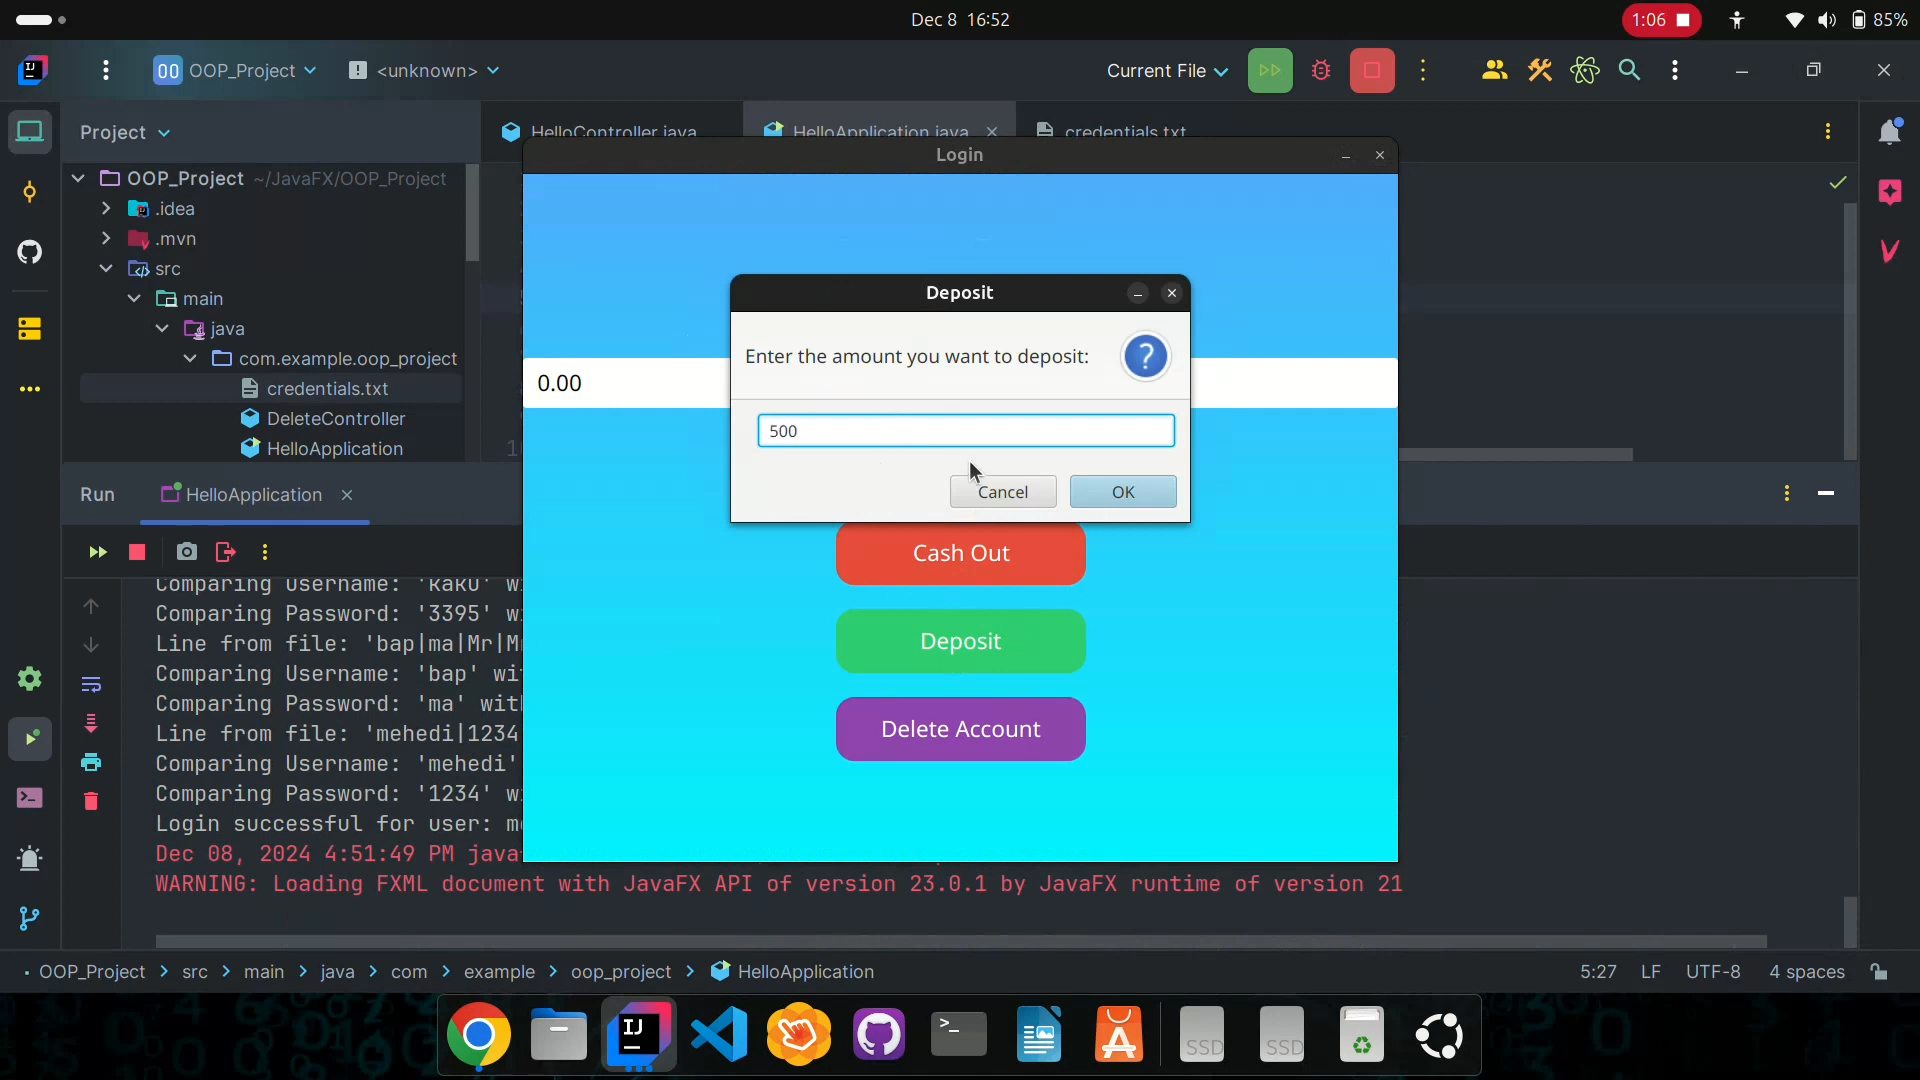 Dec 8 16:52
1:06
85%
OOP_Project
<unknown>
Current File
Project
HelloController.java
HelloApplication.java
credentials.txt
Login
OOP_Project ~/JavaFX/OOP_Project
.idea
.mvn
src
main
java
com.example.oop_project
credentials.txt
DeleteController
HelloApplication
Deposit
Enter the amount you want to deposit:
0.00
500
Cancel
OK
Cash Out
Deposit
Delete Account
Run
HelloApplication
Comparing Username: 'kaku'
Comparing Password: '3395'
Line from file: 'bap|ma|Mr|
Comparing Username: 'bap'
Comparing Password: 'ma'
Line from file: 'mehedi|1234
Comparing Username: 'mehedi'
Comparing Password: '1234'
Login successful for user:
Dec 08, 2024 4:51:49 PM java
WARNING: Loading FXML document with JavaFX API of version 23.0.1 by JavaFX runtime of version 21
OOP_Project > src > main > java > com > example > oop_project > HelloApplication
5:27 LF UTF-8 4 spaces
SSD
SSD